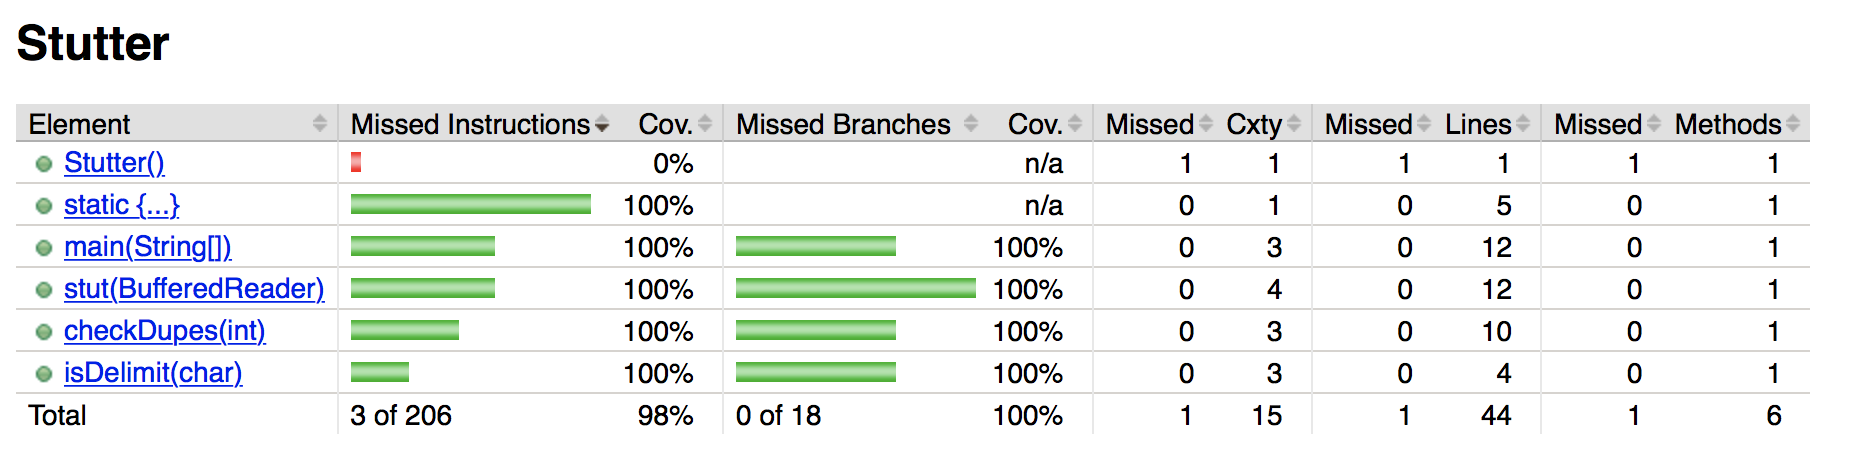 Stutter
Element Missed Instructions Cov. Missed Branches Cov. Missed Cxty Missed Lines Missed Methods
Stutter() 0% n/a 1 1 1 1 1 1
static {...} 100% n/a 0 1 0 5 0 1
main(String[]) 100% 100% 0 3 0 12 0 1
stut(BufferedReader) 100% 100% 0 4 0 12 0 1
checkDupes(int) 100% 100% 0 3 0 10 0 1
isDelimit(char) 100% 100% 0 3 0 4 0 1
Total 3 of 206 98% 0 of 18 100% 1 15 1 44 1 6